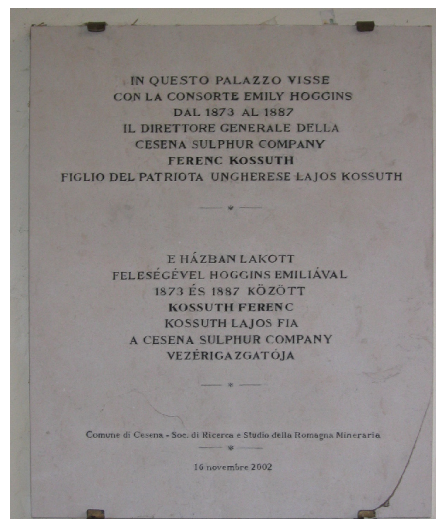 IN QUESTO PALAZZO VISSE
CON LA CONSORTE EMILY HOGGINS
DAL 1873 AL 1887
IL DIRETTORE GENERALE DELLA
CESENA SULPHUR COMPANY
FERENC KOSSUTH
FIGLIO DEL PATRIOTA UNGHERESE ŁAJOS KOSSUTH
E HÁZBAN LAKOTT
FELESÉGÉVEL HOGGINS EMILIÁVAL
1873 ÉS 1887 KÖZÖTT
KOSSUTH FERENC
KOSSUTH LAJOS FIA
A CESENA SULPHUR COMPANY
VEZÉRIGAZGATÓJA
Comune di Cesena - Soc. di Ricerca e Studio della Romagna Mineraria
16 novembre 2002